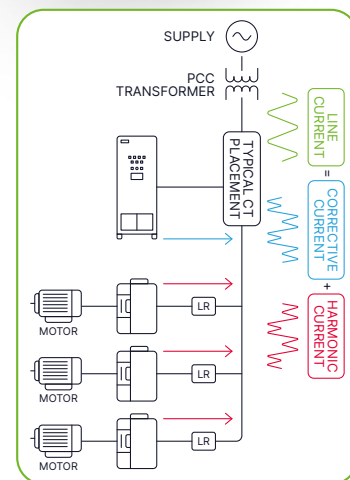 SUPPLY
PCC
TRANSFORMER
TYPICAL CT
PLACEMENT
LINE
CURRENT
=
CORRECTIVE
CURRENT
+
HARMONIC
CURRENT
LR
MOTOR
LR
MOTOR
LR
MOTOR